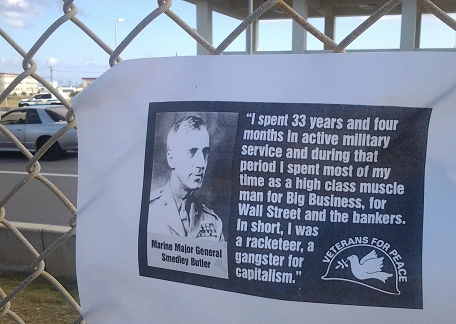 "I spent 33 years and four
months in active military
service and during that
period I spent most of my
time as a high class muscle
man for Big Business, for
Wall Street and the bankers.
In short, I was
a racketeer, a
gangster for
capitalism."
Marine Major General
Smedley Butler
VETERANS FOR PEACE